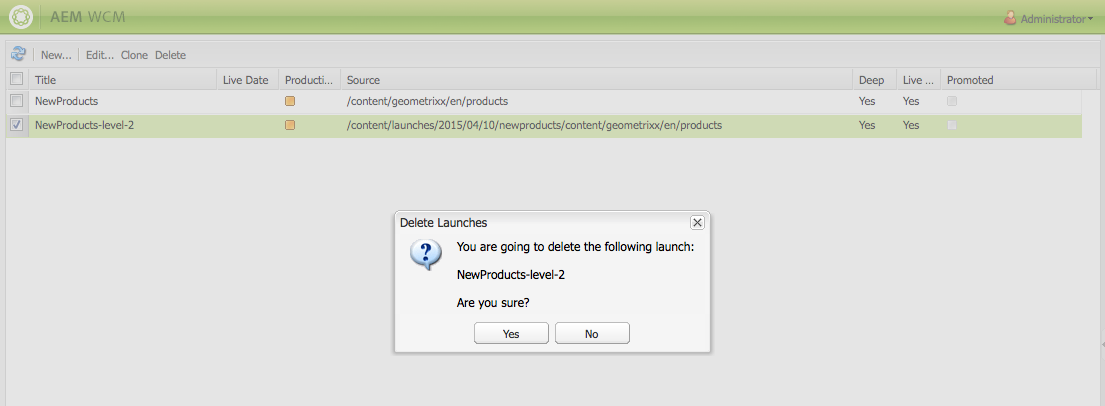 AEM WCM
Administrator
New... Edit... Clone Delete
Title Live Date Producti... Source Deep Live ... Promoted
NewProducts /content/geometrixx/en/products Yes Yes
NewProducts-level-2 /content/launches/2015/04/10/newproducts/content/geometrixx/en/products Yes Yes
Delete Launches
You are going to delete the following launch:
NewProducts-level-2
Are you sure?
Yes No